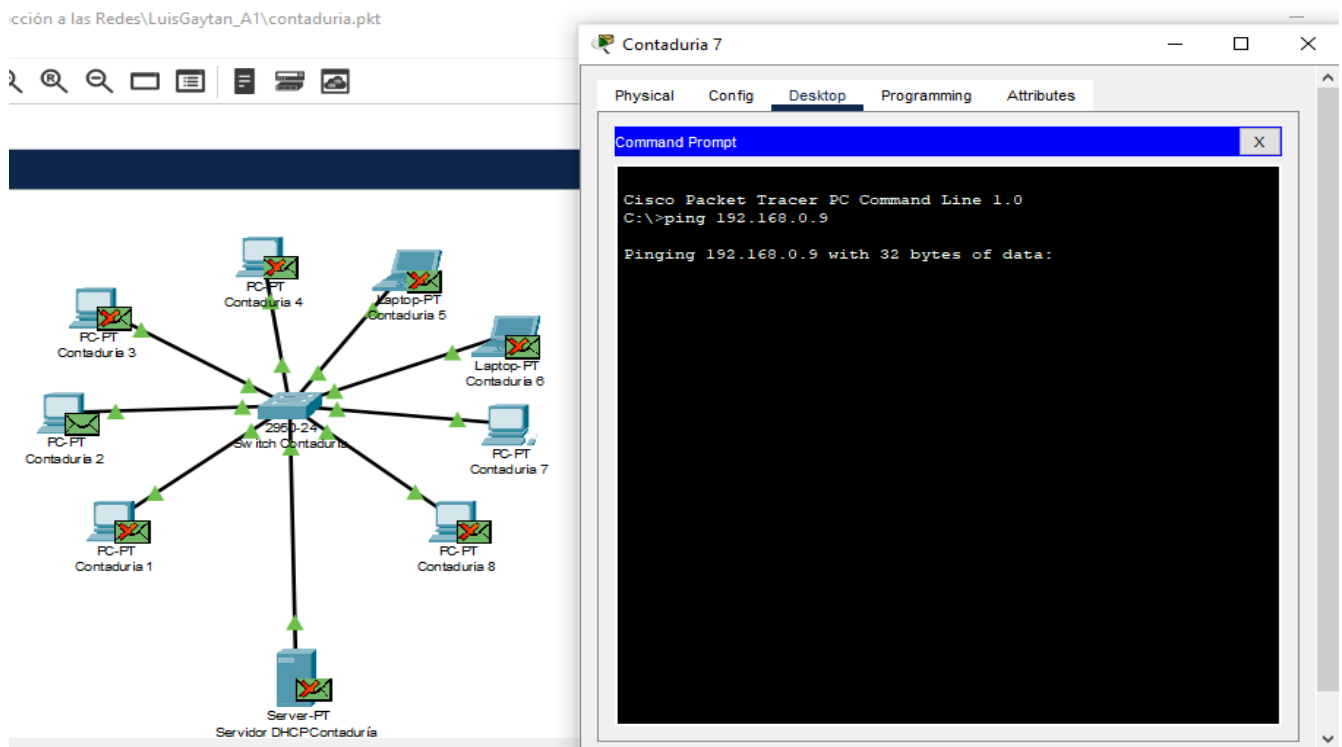 icción a las Redes\LuisGaytan_A1\contaduria.pkt
Contaduria 7
Physical Config Desktop Programming Attributes
Command Prompt
X
Cisco Packet Tracer PC Command Line 1.0
C:\>ping 192.168.0.9
Pinging 192.168.0.9 with 32 bytes of data:
PC-PT
Contaduria 4
Laptop-PT
Contaduria 5
PC-PT
Contaduria 3
Laptop-PT
Contaduria 6
2950-24
Switch Contaduria
PC-PT
Contaduria 2
PC-PT
Contaduria 7
PC-PT
Contaduria 1
PC-PT
Contaduria 8
Server-PT
Servidor DHCPContaduría